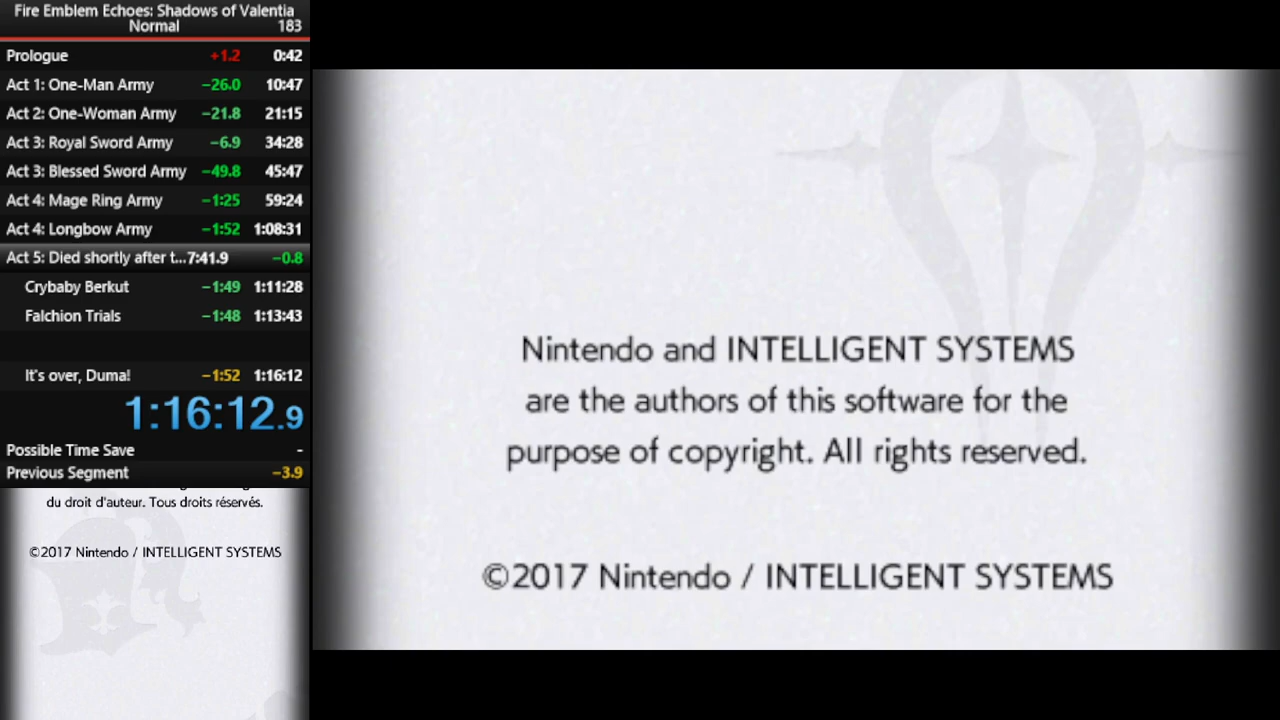 Fire Emblem Echoes: Shadows of Valentia
Normal 183
Prologue +1.2 0:42
Act 1: One-Man Army −26.0 10:47
Act 2: One-Woman Army −21.8 21:15
Act 3: Royal Sword Army −6.9 34:28
Act 3: Blessed Sword Army −49.8 45:47
Act 4: Mage Ring Army −1:25 59:24
Act 4: Longbow Army −1:52 1:08:31
Act 5: Died shortly after t...7:41.9 −0.8
Crybaby Berkut −1:49 1:11:28
Falchion Trials −1:48 1:13:43
It's over, Duma! −1:52 1:16:12
1:16:12.9
Possible Time Save -
Previous Segment −3.9
du droit d'auteur. Tous droits réservés.
©2017 Nintendo / INTELLIGENT SYSTEMS
Nintendo and INTELLIGENT SYSTEMS
are the authors of this software for the
purpose of copyright. All rights reserved.
©2017 Nintendo / INTELLIGENT SYSTEMS